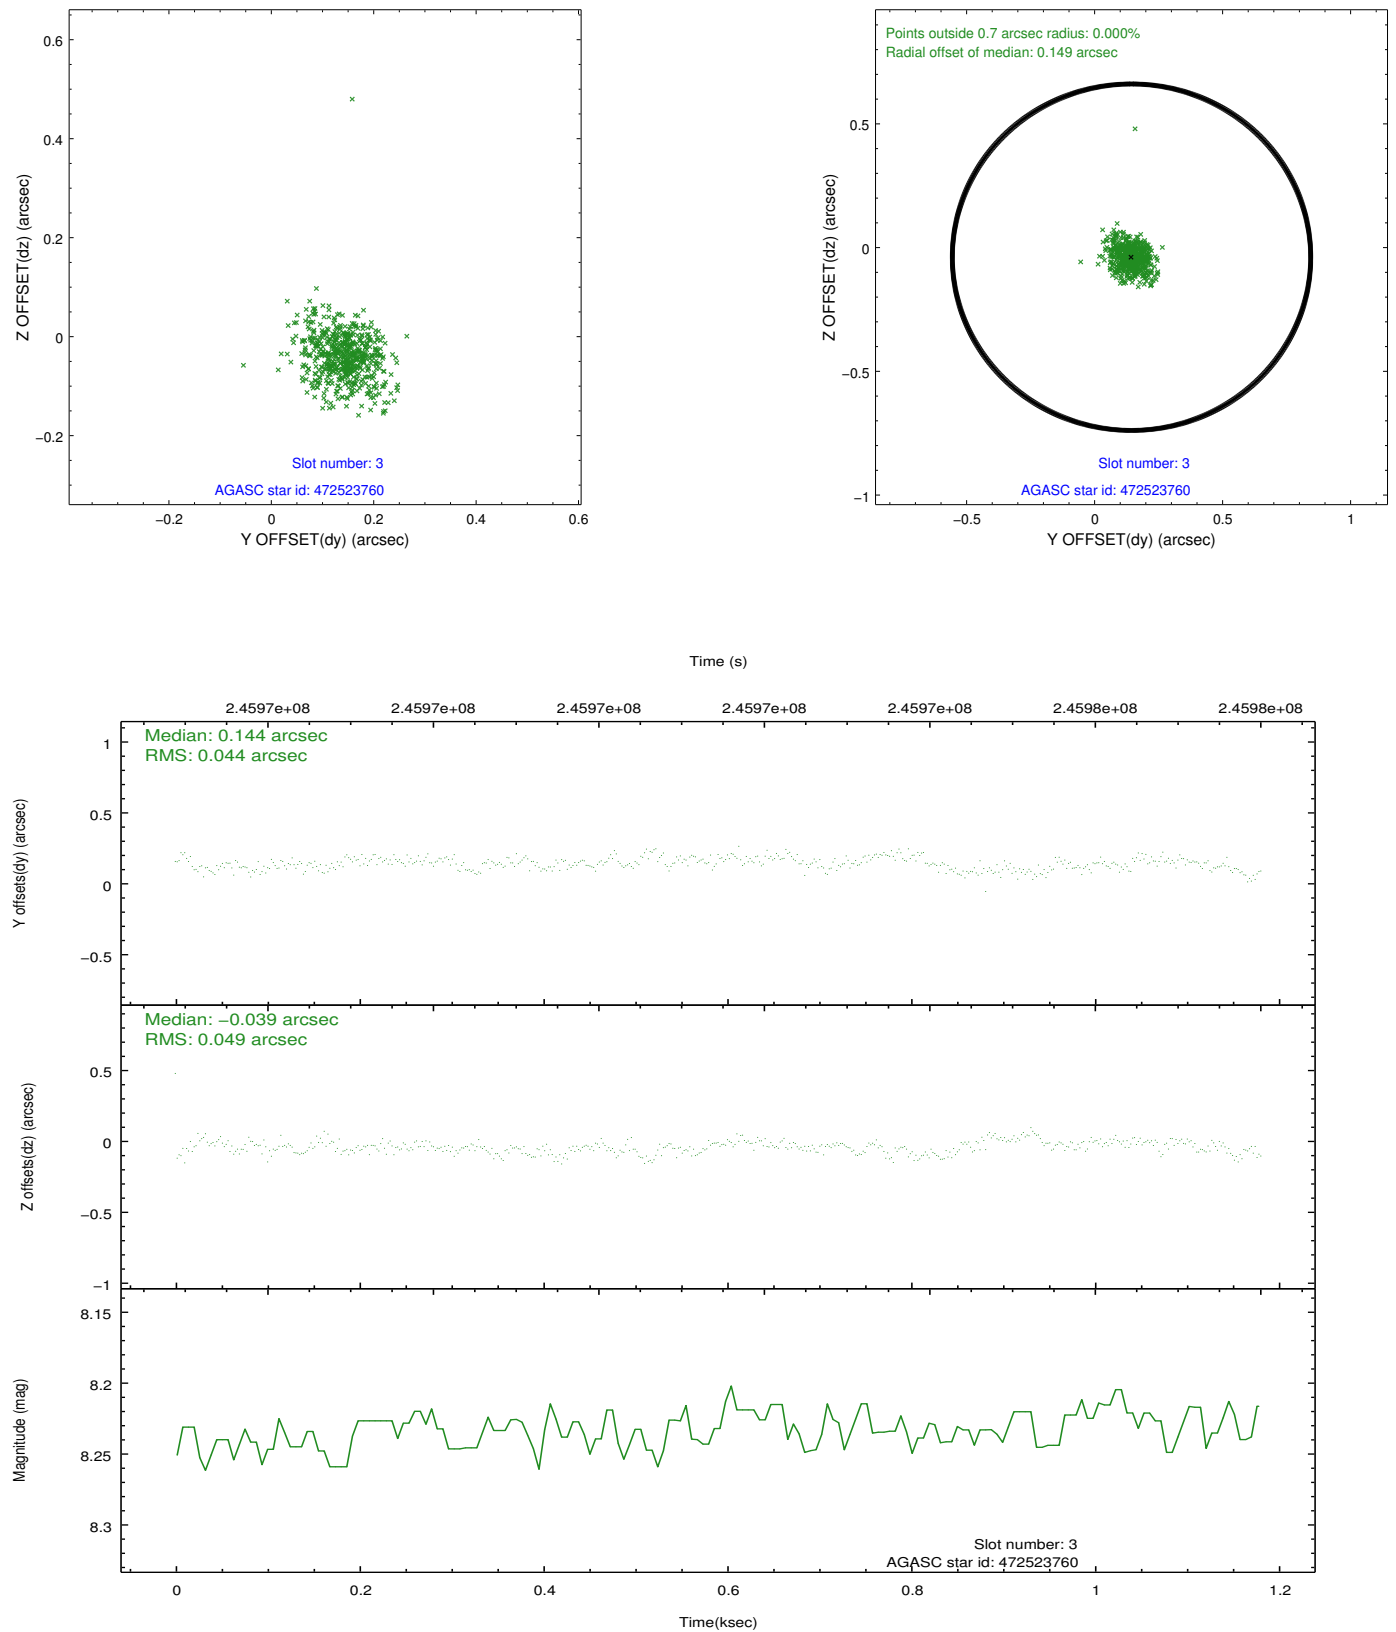 0.6
0.4
0.2
0
−0.2
Z OFFSET(dz) (arcsec)
Slot number: 3
AGASC star id: 472523760
−0.2 0 0.2 0.4 0.6
Y OFFSET(dy) (arcsec)
Points outside 0.7 arcsec radius: 0.000%
Radial offset of median: 0.149 arcsec
0.5
0
−0.5
−1
Z OFFSET(dz) (arcsec)
Slot number: 3
AGASC star id: 472523760
−0.5 0 0.5 1
Y OFFSET(dy) (arcsec)
Time (s)
2.4597e+08 2.4597e+08 2.4597e+08 2.4597e+08 2.4597e+08 2.4598e+08 2.4598e+08
Median: 0.144 arcsec
RMS: 0.044 arcsec
1
0.5
0
−0.5
Y offsets(dy) (arcsec)
Median: −0.039 arcsec
RMS: 0.049 arcsec
0.5
0
−0.5
−1
Z offsets(dz) (arcsec)
8.15
8.2
8.25
8.3
Magnitude (mag)
Slot number: 3
AGASC star id: 472523760
0 0.2 0.4 0.6 0.8 1 1.2
Time(ksec)